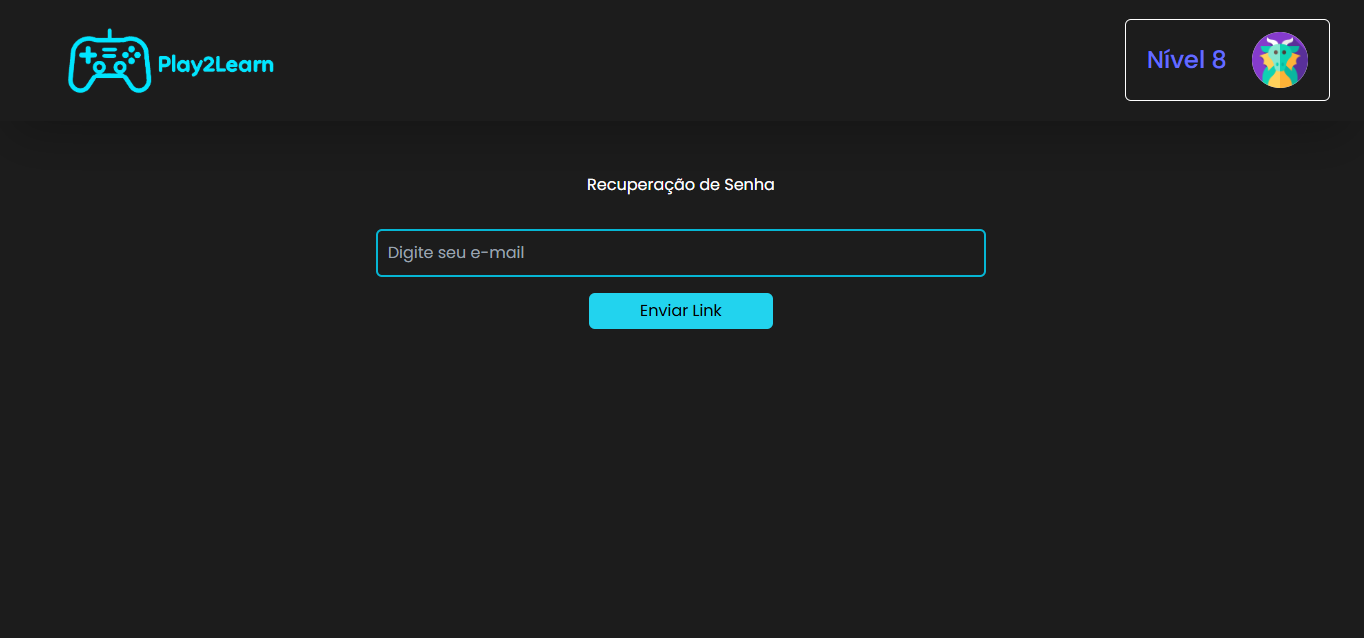 Play2Learn
Nível 8
Recuperação de Senha
Digite seu e-mail
Enviar Link